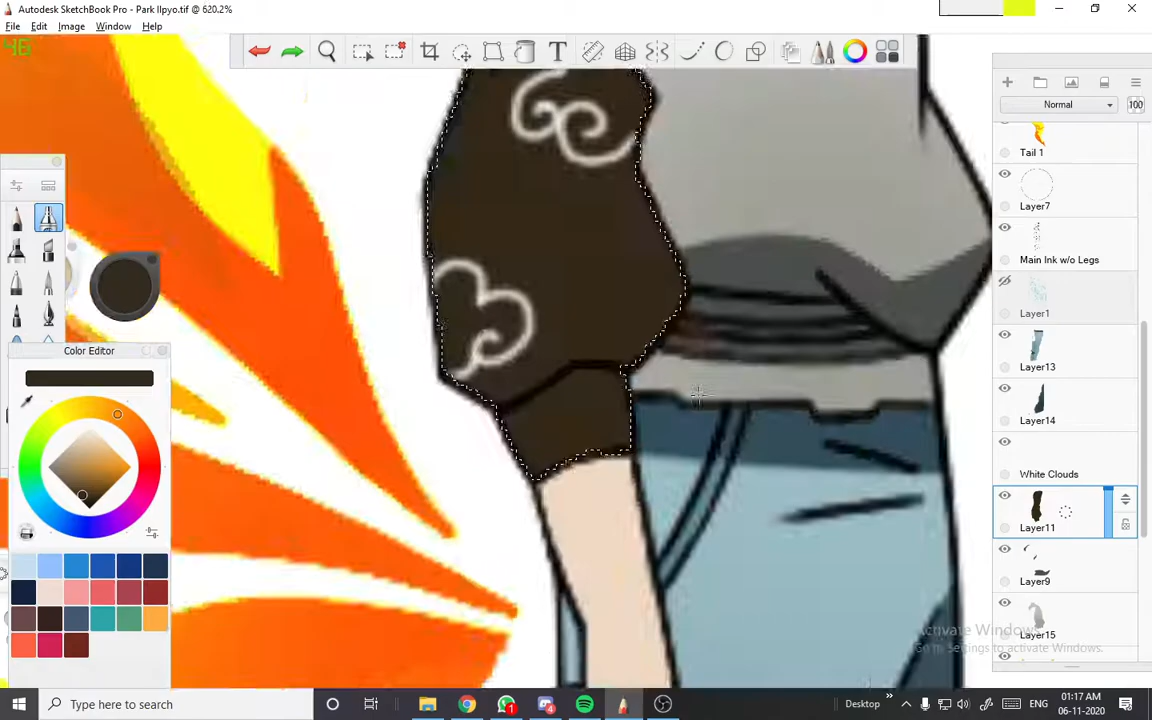 Autodesk SketchBook Pro - Park Ilpyo.tif @ 620.2%
File Edit Image Window Help
Normal
100
Tail 1
Layer7
Main Ink w/o Legs
Layer1
Layer13
Layer14
White Clouds
Layer11
Layer9
Layer15
Color Editor
Activate Windows
Go to Settings to activate Windows.
Type here to search
1
4
Desktop
»
ENG
01:17 AM
06-11-2020